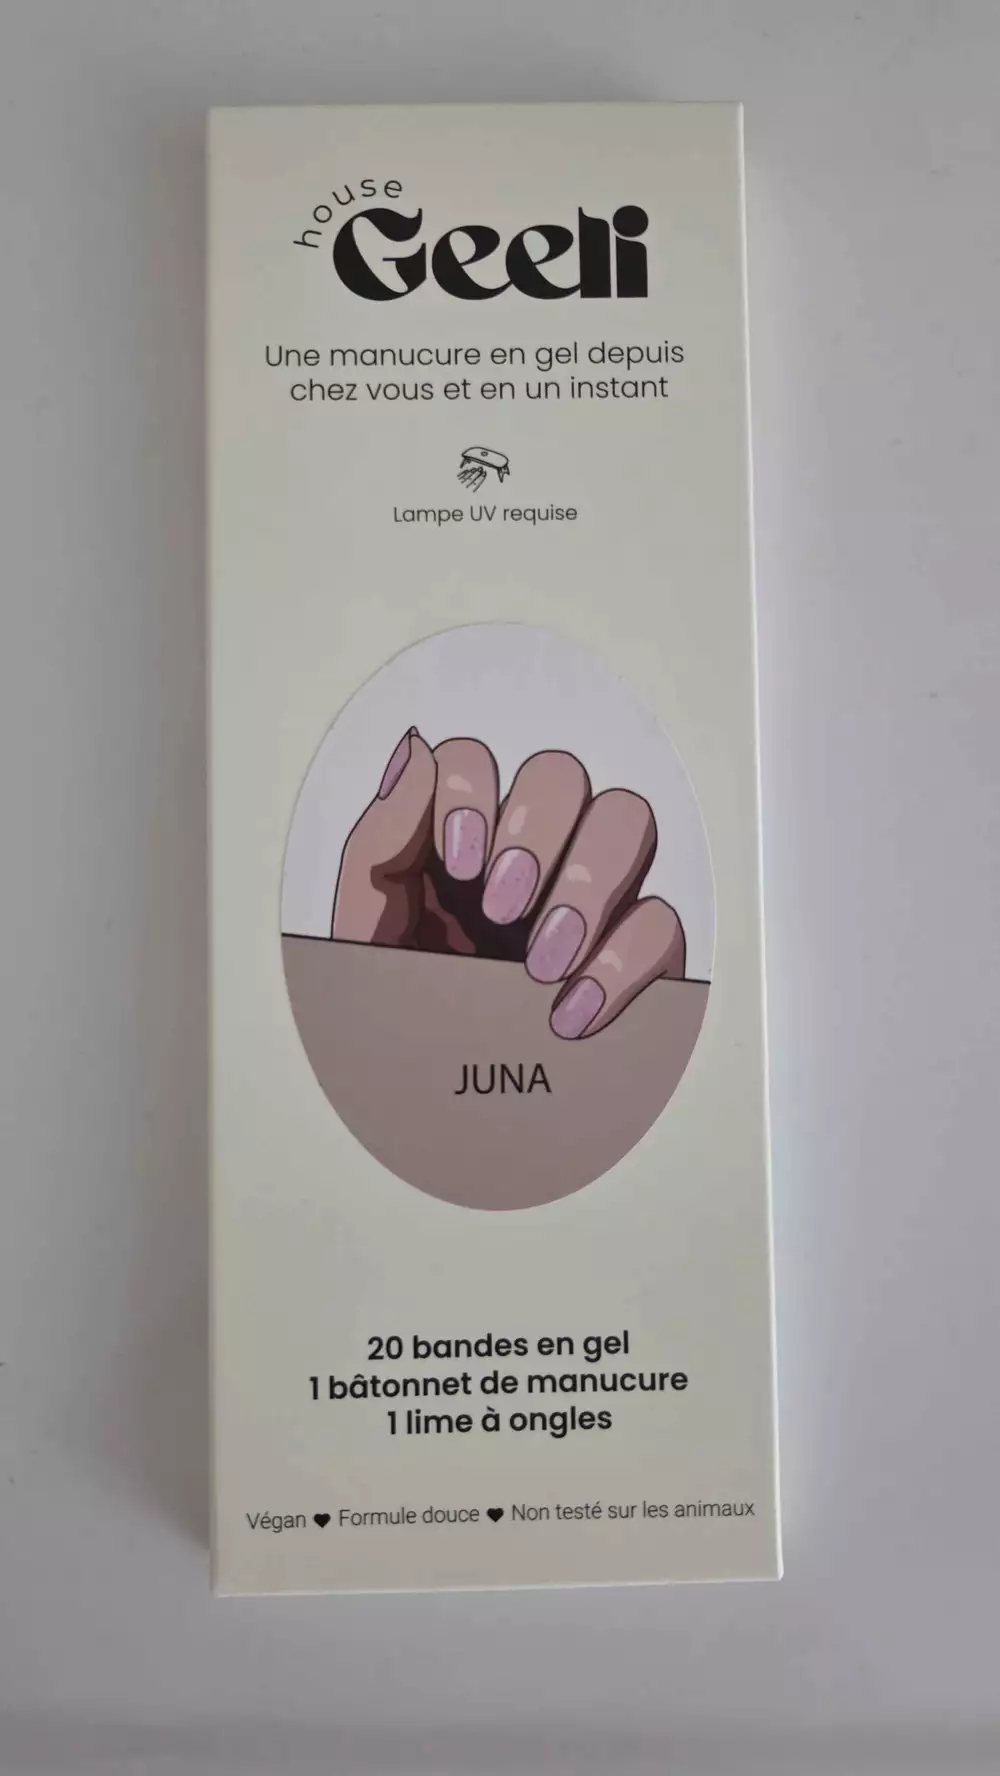 house
Geeli
Une manucure en gel depuis
chez vous et en un instant
Lampe UV requise
JUNA
20 bandes en gel
1 bâtonnet de manucure
1 lime à ongles
Végan ♥ Formule douce ♥ Non testé sur les animaux